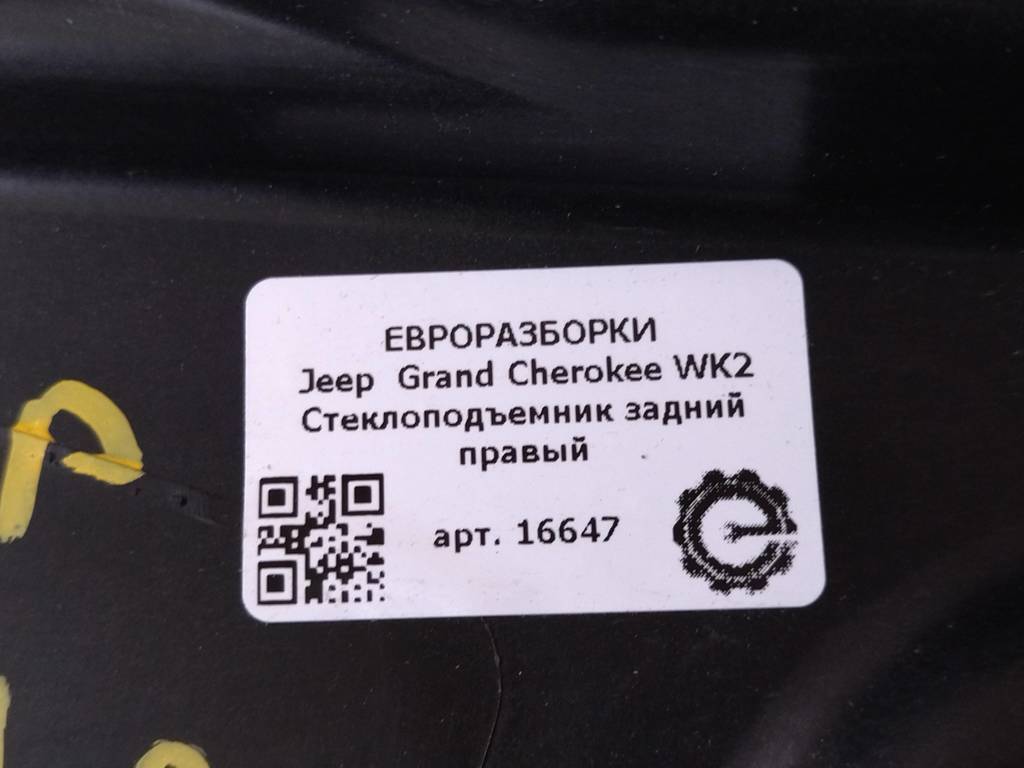 ЕВРОРАЗБОРКИ
Jeep Grand Cherokee WK2
Стеклоподъемник задний
правый
арт. 16647